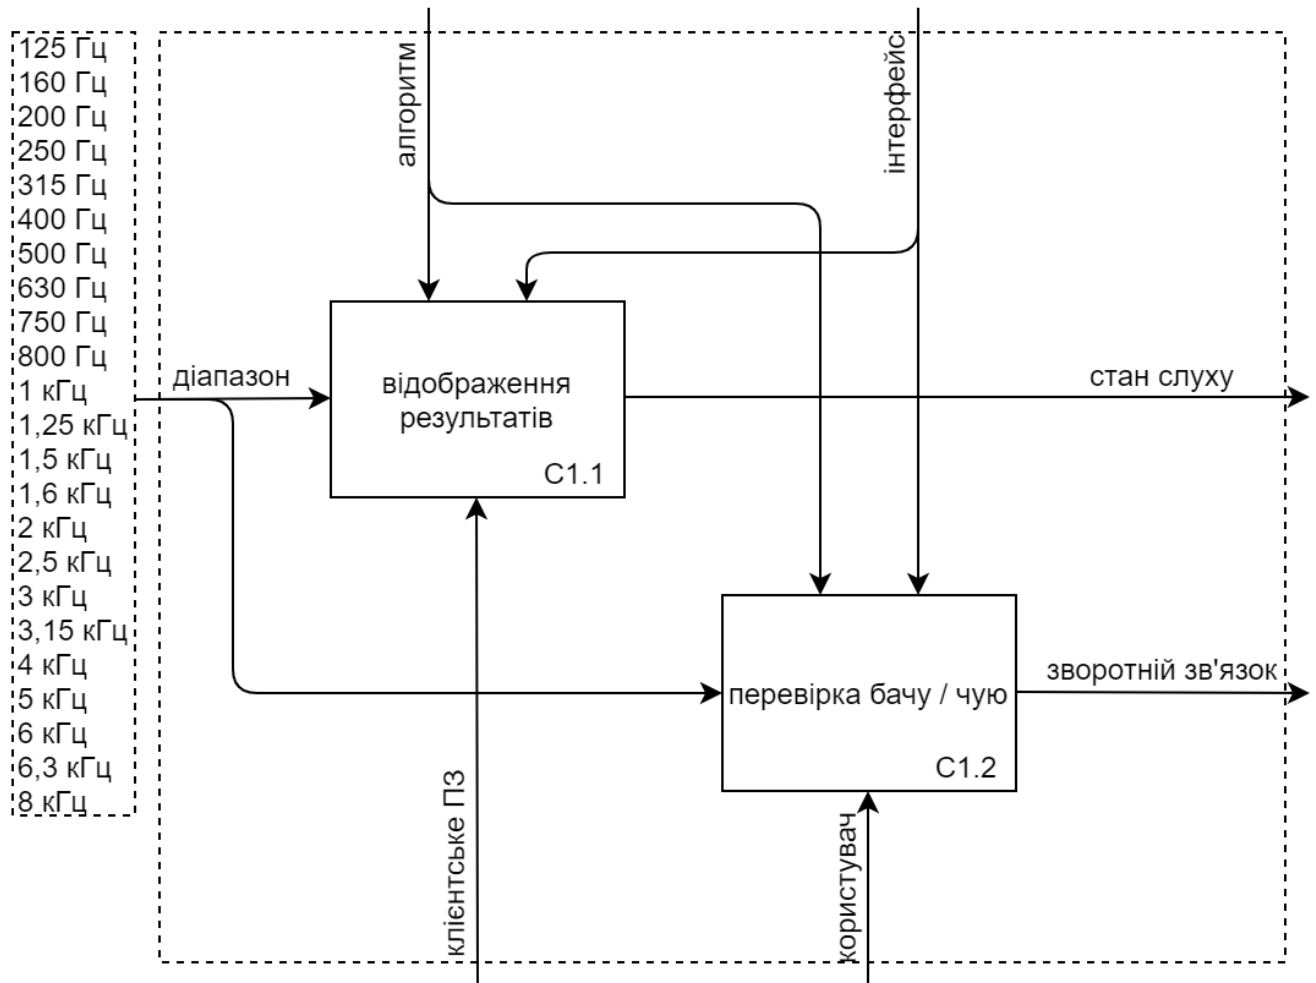 125 Гц
160 Гц
200 Гц
250 Гц
315 Гц
400 Гц
500 Гц
630 Гц
750 Гц
800 Гц
1 кГц
1,25 кГц
1,5 кГц
1,6 кГц
2 кГц
2,5 кГц
3 кГц
3,15 кГц
4 кГц
5 кГц
6 кГц
6,3 кГц
8 кГц
алгоритм
інтерфейс
діапазон
відображення
результатів
С1.1
стан слуху
перевірка бачу / чую
С1.2
зворотній зв'язок
клієнтське ПЗ
користувач